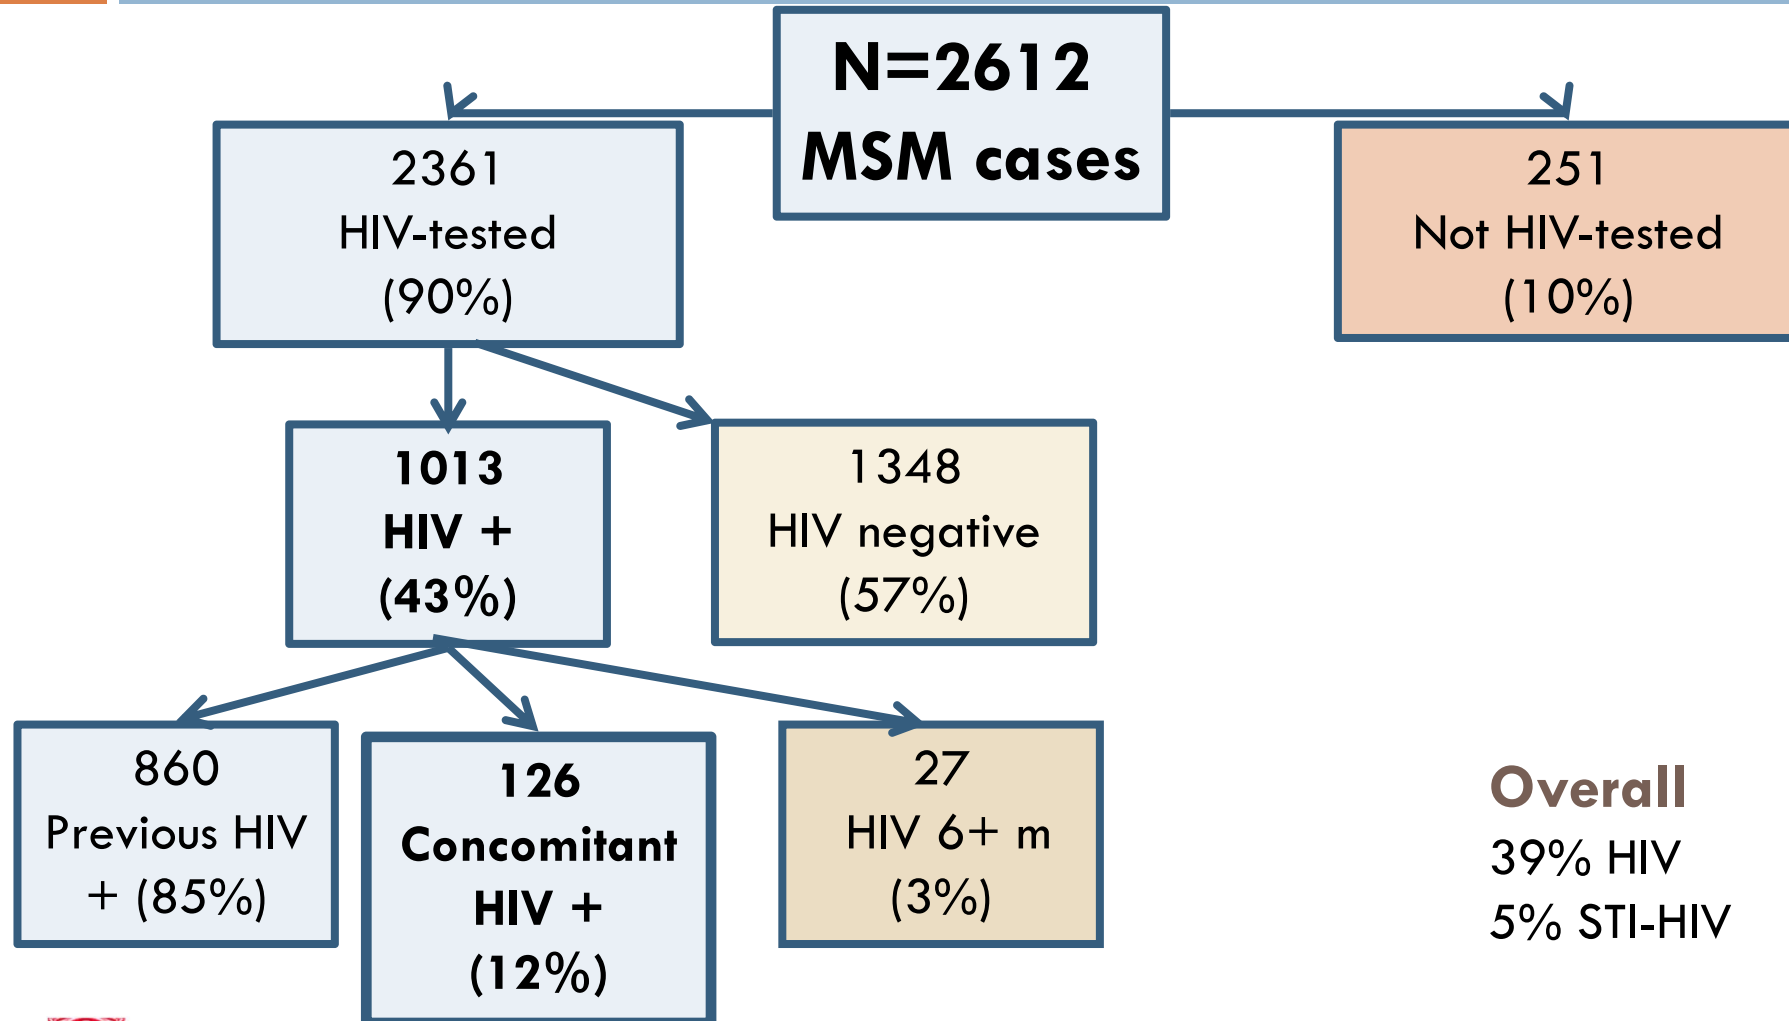 N=2612
MSM cases
2361
HIV-tested
(90%)
251
Not HIV-tested
(10%)
1013
HIV +
(43%)
1348
HIV negative
(57%)
860
Previous HIV
+ (85%)
126
Concomitant
HIV +
(12%)
27
HIV 6+ m
(3%)
Overall
39% HIV
5% STI-HIV